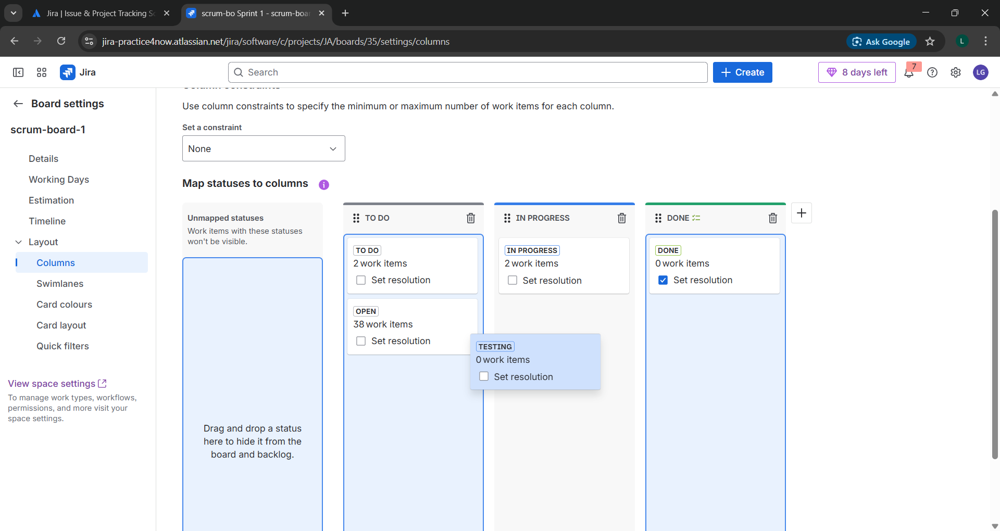 Jira | Issue & Project Tracking So
scrum-bo Sprint 1 - scrum-boar
jira-practice4now.atlassian.net/jira/software/c/projects/JA/boards/35/settings/columns
Ask Google
L
Jira
Search
Create
8 days left
7
LG
Board settings
scrum-board-1
Details
Working Days
Estimation
Timeline
Layout
Columns
Swimlanes
Card colours
Card layout
Quick filters
View space settings
To manage work types, workflows,
permissions, and more visit your
space settings.
Column constraints
Use column constraints to specify the minimum or maximum number of work items for each column.
Set a constraint
None
Map statuses to columns
Unmapped statuses
Work items with these statuses
won't be visible.
Drag and drop a status
here to hide it from the
board and backlog.
TO DO
TO DO
2 work items
Set resolution
OPEN
38 work items
Set resolution
IN PROGRESS
IN PROGRESS
2 work items
Set resolution
TESTING
0 work items
Set resolution
DONE
DONE
0 work items
Set resolution